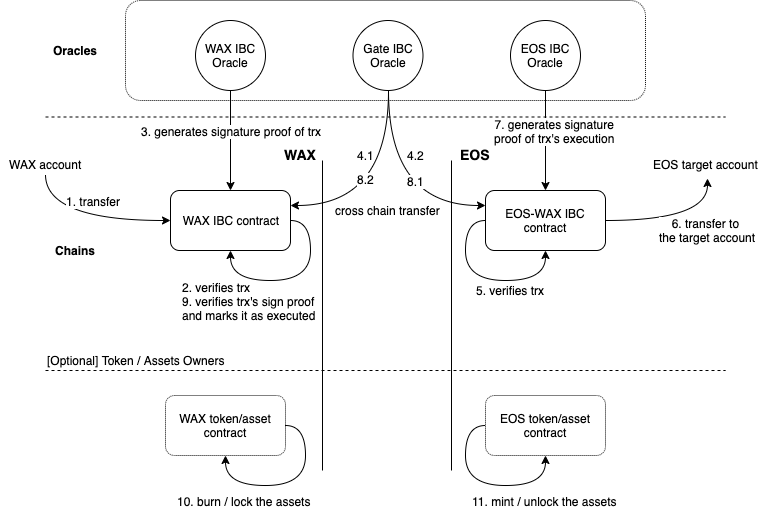 Oracles
WAX IBC
Oracle
Gate IBC
Oracle
EOS IBC
Oracle
3. generates signature proof of trx
7. generates signature
proof of trx's execution
WAX
EOS
4.1
4.2
8.2
8.1
WAX account
EOS target account
1. transfer
WAX IBC contract
cross chain transfer
EOS-WAX IBC
contract
6. transfer to
the target account
Chains
2. verifies trx
9. verifies trx's sign proof
and marks it as executed
5. verifies trx
[Optional] Token / Assets Owners
WAX token/asset
contract
EOS token/asset
contract
10. burn / lock the assets
11. mint / unlock the assets